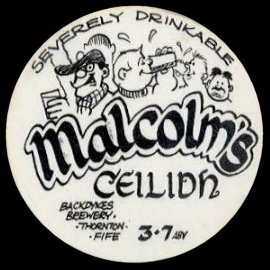 SEVERELY DRINKABLE
Malcolm's
CEILIDH
BACKDYKES
BREWERY·
·THORNTON·
·FIFE
3·7 ABV